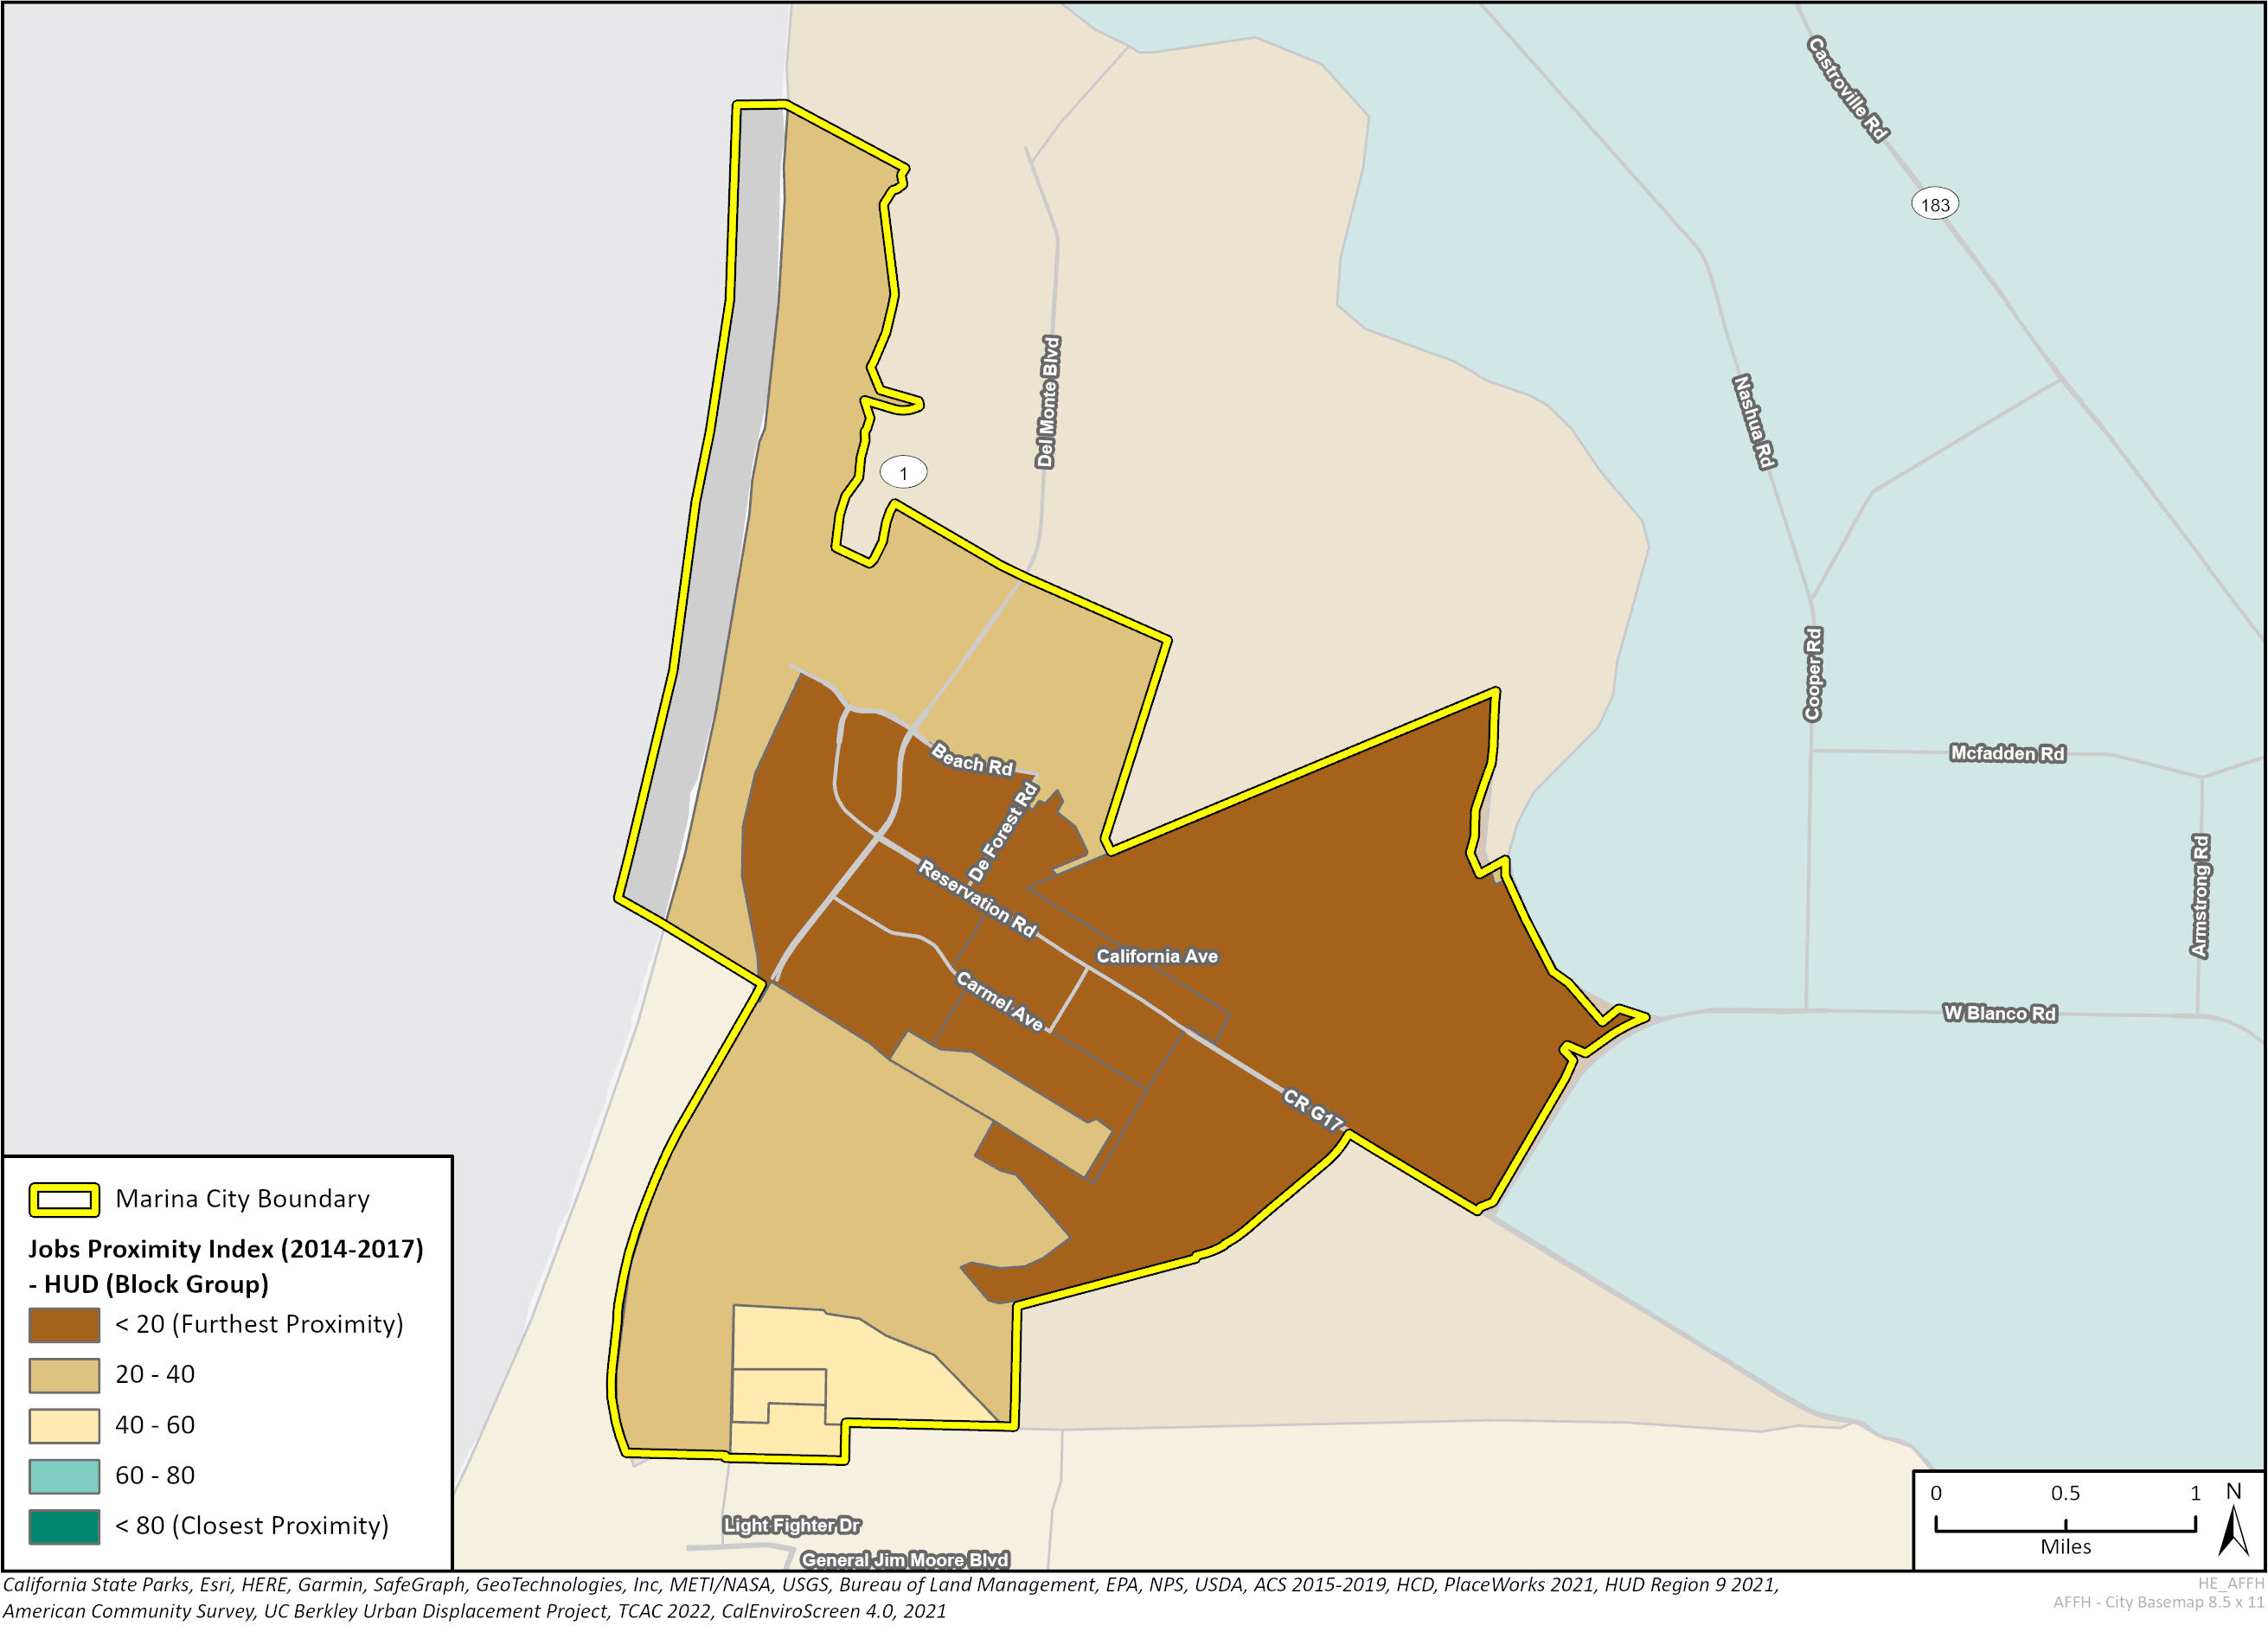 Castroville Rd
183
Del Monte Blvd
Nashua Rd
1
Cooper Rd
Mcfadden Rd
Beach Rd
De Forest Rd
Reservation Rd
Armstrong Rd
California Ave
Carmel Ave
W Blanco Rd
CR G17
Marina City Boundary
Jobs Proximity Index (2014-2017)
- HUD (Block Group)
< 20 (Furthest Proximity)
20 - 40
40 - 60
60 - 80
< 80 (Closest Proximity)
Light Fighter Dr
General Jim Moore Blvd
0 0.5 1 N
Miles
California State Parks, Esri, HERE, Garmin, SafeGraph, GeoTechnologies, Inc, METI/NASA, USGS, Bureau of Land Management, EPA, NPS, USDA, ACS 2015-2019, HCD, PlaceWorks 2021, HUD Region 9 2021,
American Community Survey, UC Berkley Urban Displacement Project, TCAC 2022, CalEnviroScreen 4.0, 2021
HE_AFFH
AFFH - City Basemap 8.5 x 11